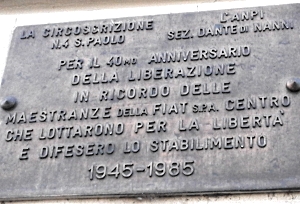 LA CIRCOSCRIZIONE L'ANPI
N.4 S. PAOLO SEZ. DANTE DI NANNI
PER IL 40MO ANNIVERSARIO
DELLA LIBERAZIONE
IN RICORDO DELLE
MAESTRANZE DELLA FIAT S.P.A. CENTRO
CHE LOTTARONO PER LA LIBERTA'
E DIFESERO LO STABILIMENTO
1945-1985